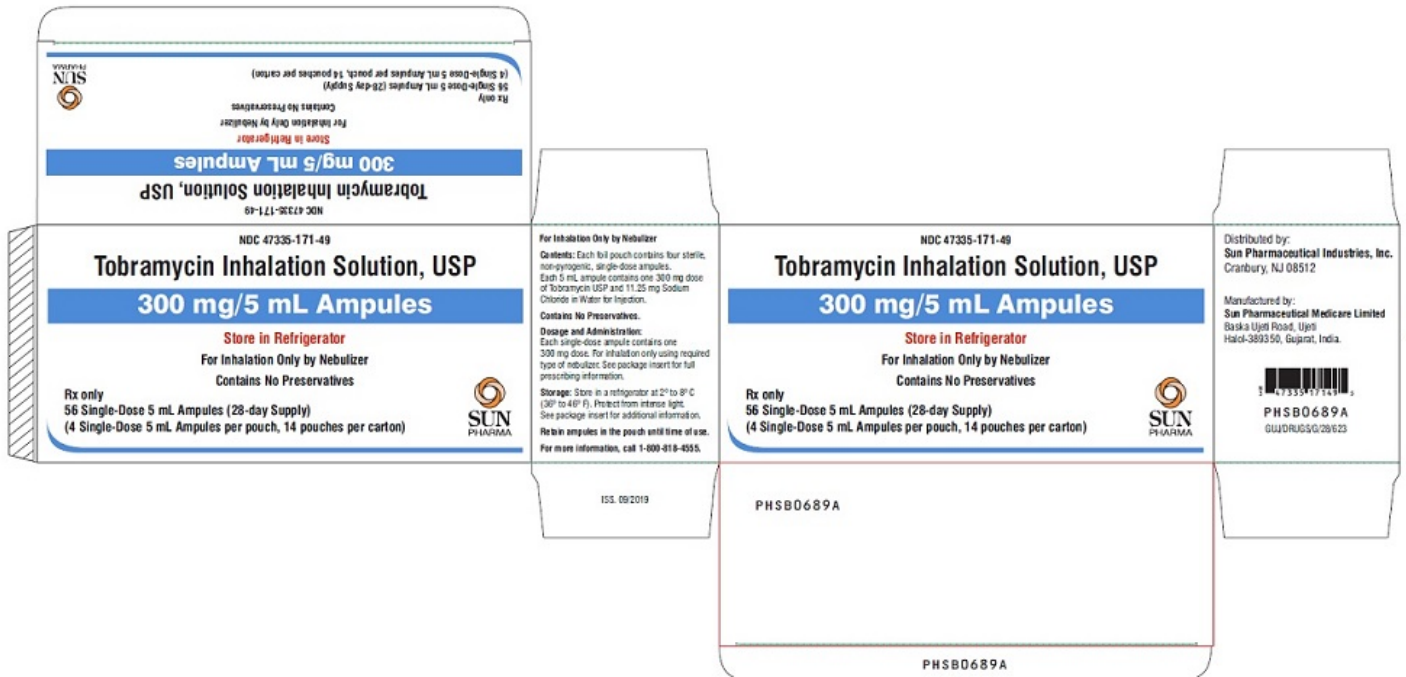 SUN
PHARMA
(4 Single-Dose 5 mL Ampules per pouch, 14 pouches per carton)
56 Single-Dose 5 mL Ampules (28-day Supply)
Rx only
Contains No Preservatives
For Inhalation Only by Nebulizer
Store in Refrigerator
300 mg/5 mL Ampules
Tobramycin Inhalation Solution, USP
NDC 47335-171-49
NDC 47335-171-49
Tobramycin Inhalation Solution, USP
300 mg/5 mL Ampules
Store in Refrigerator
For Inhalation Only by Nebulizer
Contains No Preservatives
Rx only
56 Single-Dose 5 mL Ampules (28-day Supply)
(4 Single-Dose 5 mL Ampules per pouch, 14 pouches per carton)
SUN
PHARMA
For Inhalation Only by Nebulizer
Contents: Each foil pouch contains four sterile,
non-pyrogenic, single-dose ampules.
Each 5 mL ampule contains one 300 mg dose
of Tobramycin USP and 11.25 mg Sodium
Chloride in Water for Injection.
Contains No Preservatives.
Dosage and Administration:
Each single-dose ampule contains one
300 mg dose. For inhalation only using required
type of nebulizer. See package insert for full
prescribing information.
Storage: Store in a refrigerator at 2º to 8º C
(36º to 46º F). Protect from intense light.
See package insert for additional information.
Retain ampules in the pouch until time of use.
For more information, call 1-800-818-4555.
ISS. 09/2019
NDC 47335-171-49
Tobramycin Inhalation Solution, USP
300 mg/5 mL Ampules
Store in Refrigerator
For Inhalation Only by Nebulizer
Contains No Preservatives
Rx only
56 Single-Dose 5 mL Ampules (28-day Supply)
(4 Single-Dose 5 mL Ampules per pouch, 14 pouches per carton)
SUN
PHARMA
PHSB0689A
PHSB0689A
Distributed by:
Sun Pharmaceutical Industries, Inc.
Cranbury, NJ 08512
Manufactured by:
Sun Pharmaceutical Medicare Limited
Baska Ujeti Road, Ujeti
Halol-389350, Gujarat, India.
47335 17149
PHSB0689A
GUJ/DRUGS/G/28/623